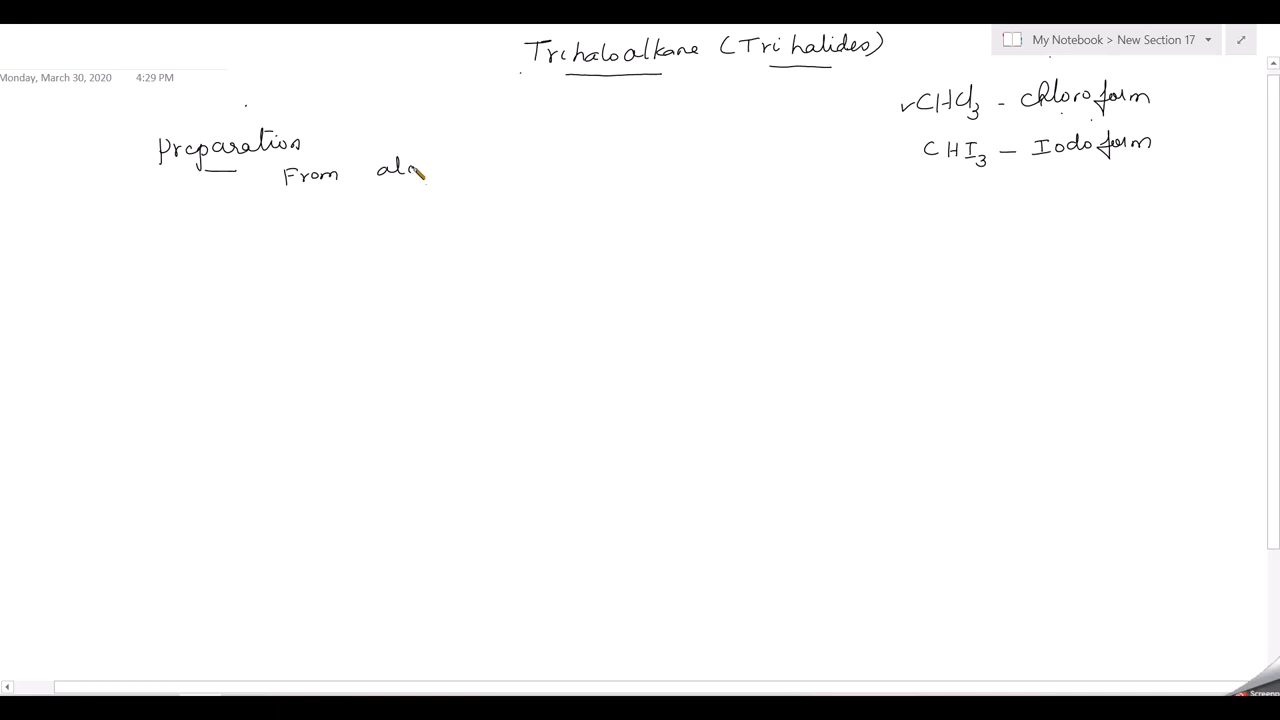 Trihaloalkane (Trihalides)
My Notebook > New Section 17
Monday, March 30, 2020 4:29 PM
CHCl3 - Chloroform
Preparation
CHI3 - Iodoform
From